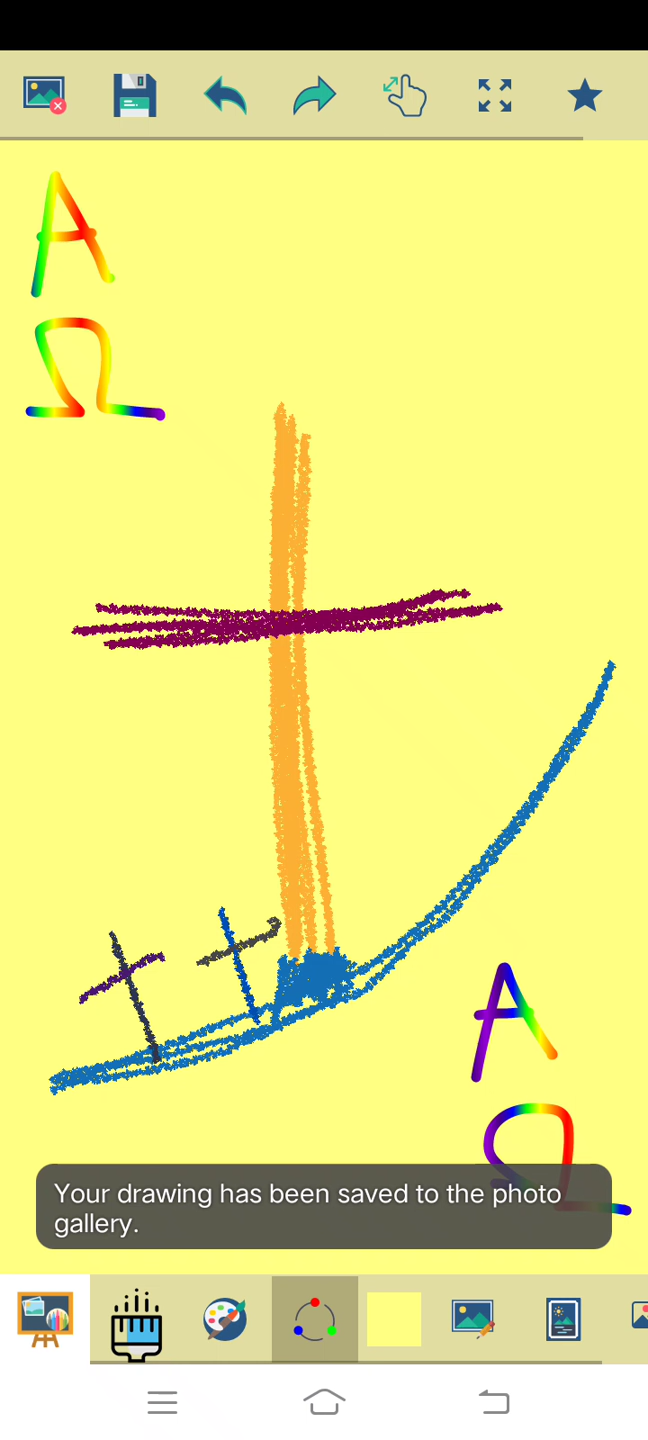 Α
Ω
Α
Ω
Your drawing has been saved to the photo
gallery.